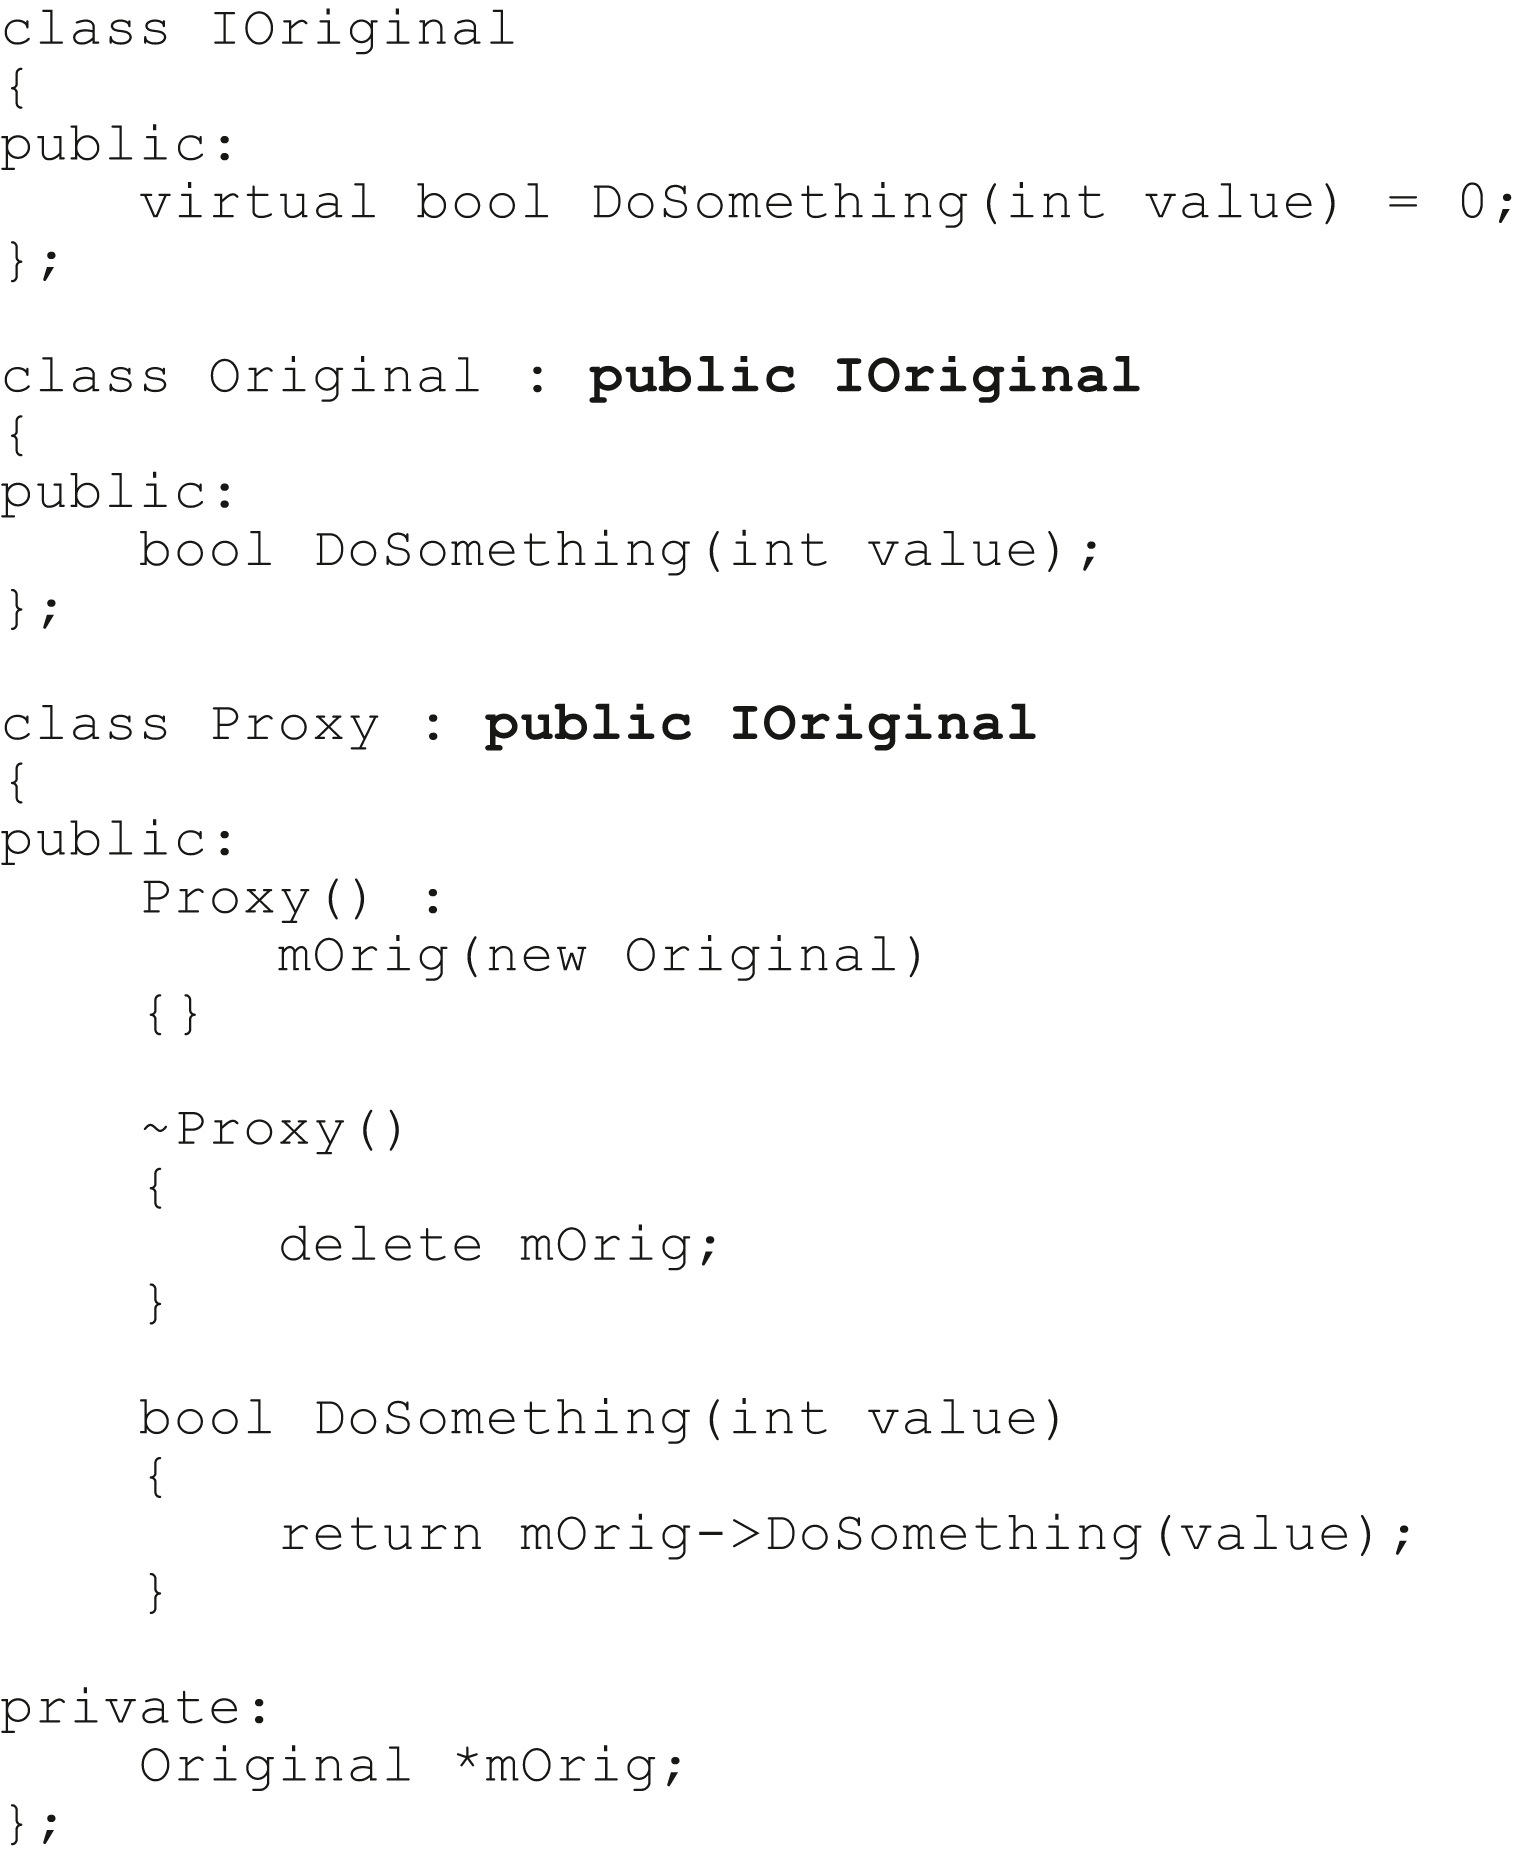 class IOriginal
{
public:
    virtual bool DoSomething(int value) = 0;
};

class Original : public IOriginal
{
public:
    bool DoSomething(int value);
};

class Proxy : public IOriginal
{
public:
    Proxy() :
        mOrig(new Original)
    {}

    ~Proxy()
    {
        delete mOrig;
    }

    bool DoSomething(int value)
    {
        return mOrig->DoSomething(value);
    }

private:
    Original *mOrig;
};